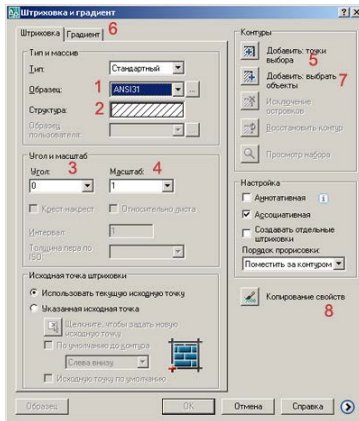 Штриховка и градиент
Штриховка Градиент 6
Тип и массив
Тип: Стандартный
1 Образец: ANSI31 ...
2 Структура:
Образец пользователя: ...
Угол и масштаб
3 4
Угол: Масштаб:
0 1
Крест-накрест Относительно листа
Интервал: 1
Толщина пера по ISO:
Исходная точка штриховки
Использовать текущую исходную точку
Указанная исходная точка
Щелкните, чтобы задать новую исходную точку
По умолчанию до контура
Слева внизу
Исходную точку по умолчанию
Контуры
Добавить: точки выбора 5
Добавить: выбрать объекты 7
Исключение островков
Восстановить контур
Просмотр набора
Настройка
Аннотативная i
Ассоциативная
Создавать отдельные штриховки
Порядок прорисовки:
Поместить за контуром
Копирование свойств
8
Образец ОК Отмена Справка